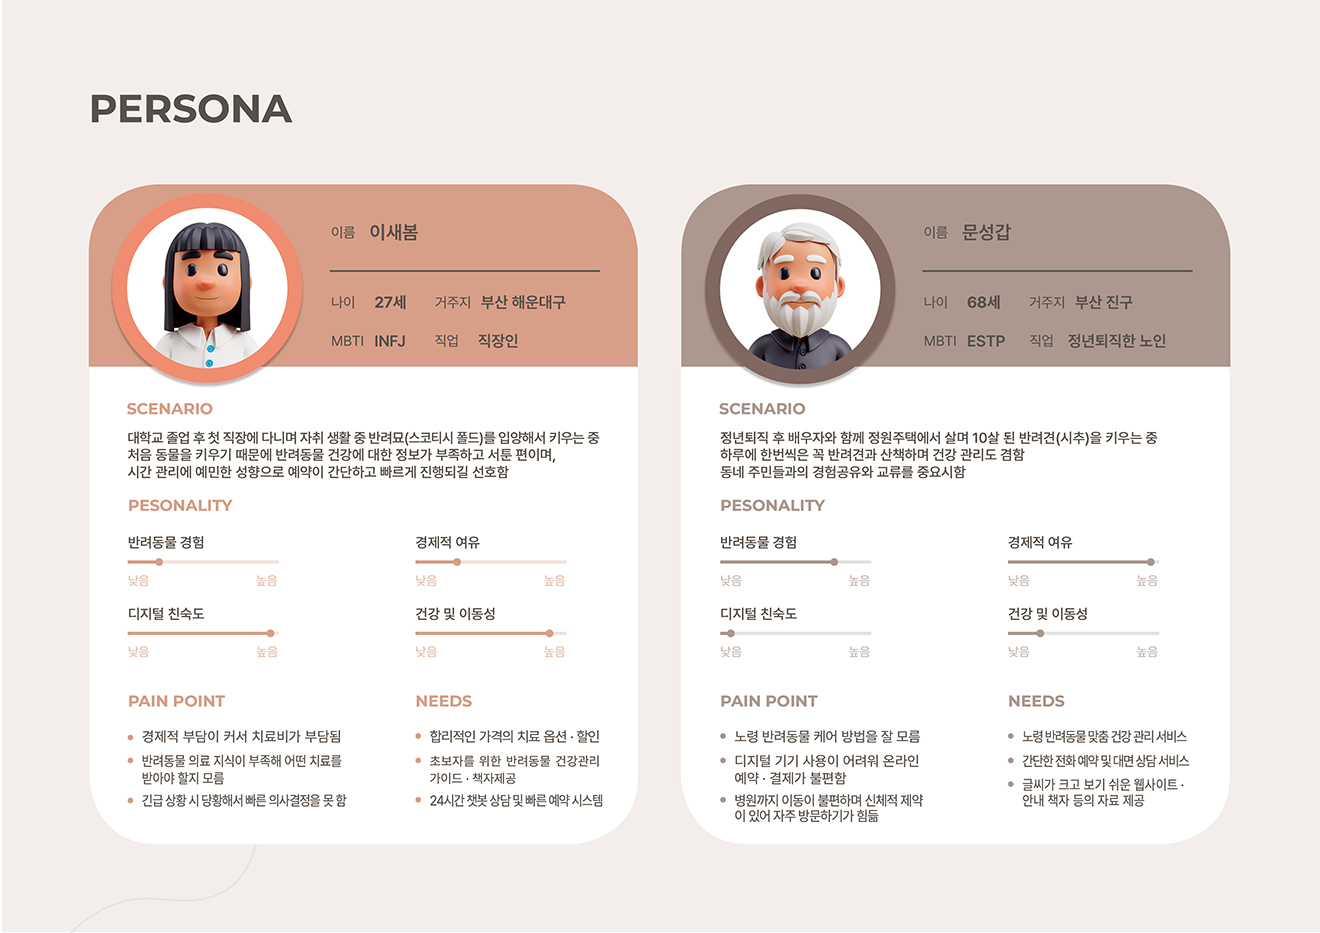 PERSONA
이름 이새봄
나이 27세 거주지 부산 해운대구
MBTI INFJ 직업 직장인
SCENARIO
대학교 졸업 후 첫 직장에 다니며 자취 생활 중 반려묘(스코티시 폴드)를 입양해서 키우는 중
처음 동물을 키우기 때문에 반려동물 건강에 대한 정보가 부족하고 서툰 편이며,
시간 관리에 예민한 성향으로 예약이 간단하고 빠르게 진행되길 선호함
PESONALITY
반려동물 경험
낮음 높음
경제적 여유
낮음 높음
디지털 친숙도
낮음 높음
건강 및 이동성
낮음 높음
PAIN POINT
경제적 부담이 커서 치료비가 부담됨
반려동물 의료 지식이 부족해 어떤 치료를
받아야 할지 모름
긴급 상황 시 당황해서 빠른 의사결정을 못 함
NEEDS
합리적인 가격의 치료 옵션 · 할인
초보자를 위한 반려동물 건강관리
가이드 · 책자제공
24시간 챗봇 상담 및 빠른 예약 시스템
이름 문성갑
나이 68세 거주지 부산 진구
MBTI ESTP 직업 정년퇴직한 노인
SCENARIO
정년퇴직 후 배우자와 함께 정원주택에서 살며 10살 된 반려견(시추)을 키우는 중
하루에 한번씩은 꼭 반려견과 산책하며 건강 관리도 겸함
동네 주민들과의 경험공유와 교류를 중요시함
PESONALITY
반려동물 경험
낮음 높음
경제적 여유
낮음 높음
디지털 친숙도
낮음 높음
건강 및 이동성
낮음 높음
PAIN POINT
노령 반려동물 케어 방법을 잘 모름
디지털 기기 사용이 어려워 온라인
예약 · 결제가 불편함
병원까지 이동이 불편하며 신체적 제약
이 있어 자주 방문하기가 힘듦
NEEDS
노령 반려동물 맞춤 건강 관리 서비스
간단한 전화 예약 및 대면 상담 서비스
글씨가 크고 보기 쉬운 웹사이트 ·
안내 책자 등의 자료 제공